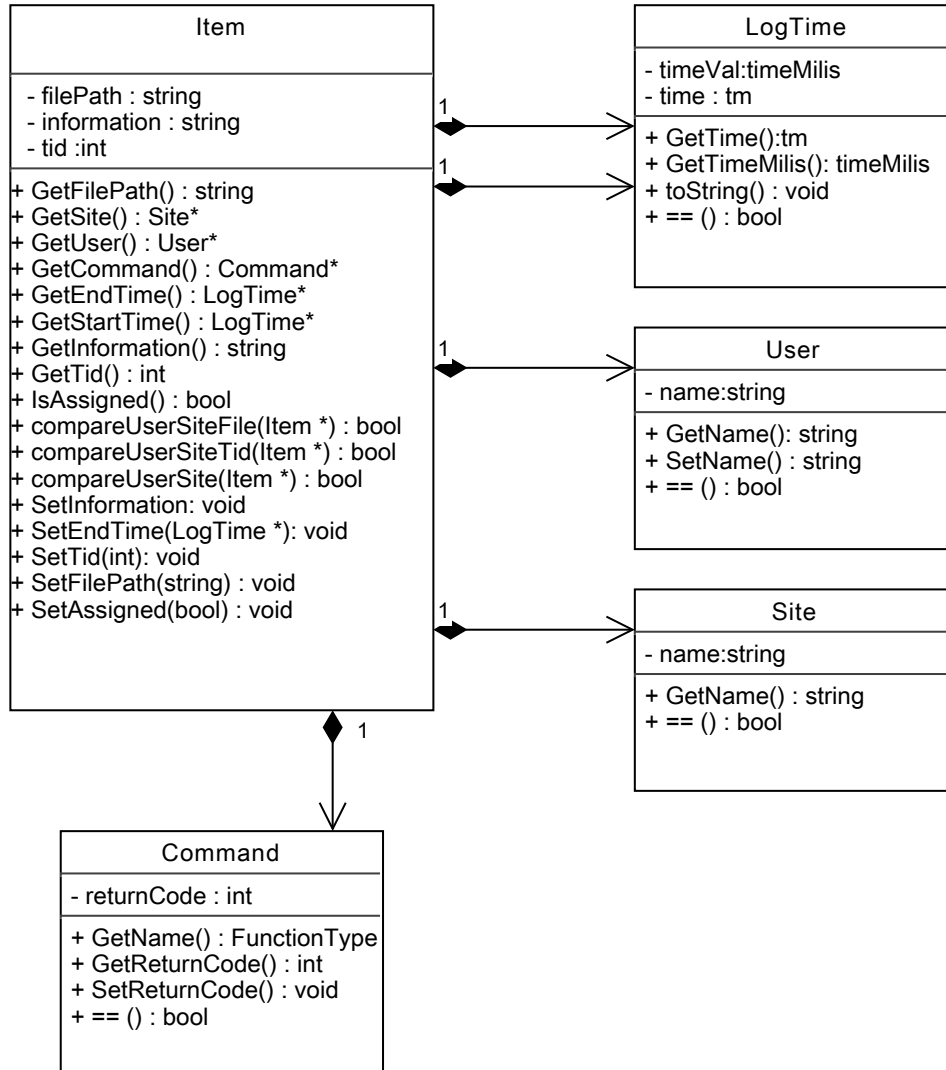 Item
- filePath : string
- information : string
- tid :int
+ GetFilePath() : string
+ GetSite() : Site*
+ GetUser() : User*
+ GetCommand() : Command*
+ GetEndTime() : LogTime*
+ GetStartTime() : LogTime*
+ GetInformation() : string
+ GetTid() : int
+ IsAssigned() : bool
+ compareUserSiteFile(Item *) : bool
+ compareUserSiteTid(Item *) : bool
+ compareUserSite(Item *) : bool
+ SetInformation: void
+ SetEndTime(LogTime *): void
+ SetTid(int): void
+ SetFilePath(string) : void
+ SetAssigned(bool) : void
1
1
1
1
1
LogTime
- timeVal:timeMilis
- time : tm
+ GetTime():tm
+ GetTimeMilis(): timeMilis
+ toString() : void
+ == () : bool
User
- name:string
+ GetName(): string
+ SetName() : string
+ == () : bool
Site
- name:string
+ GetName() : string
+ == () : bool
Command
- returnCode : int
+ GetName() : FunctionType
+ GetReturnCode() : int
+ SetReturnCode() : void
+ == () : bool